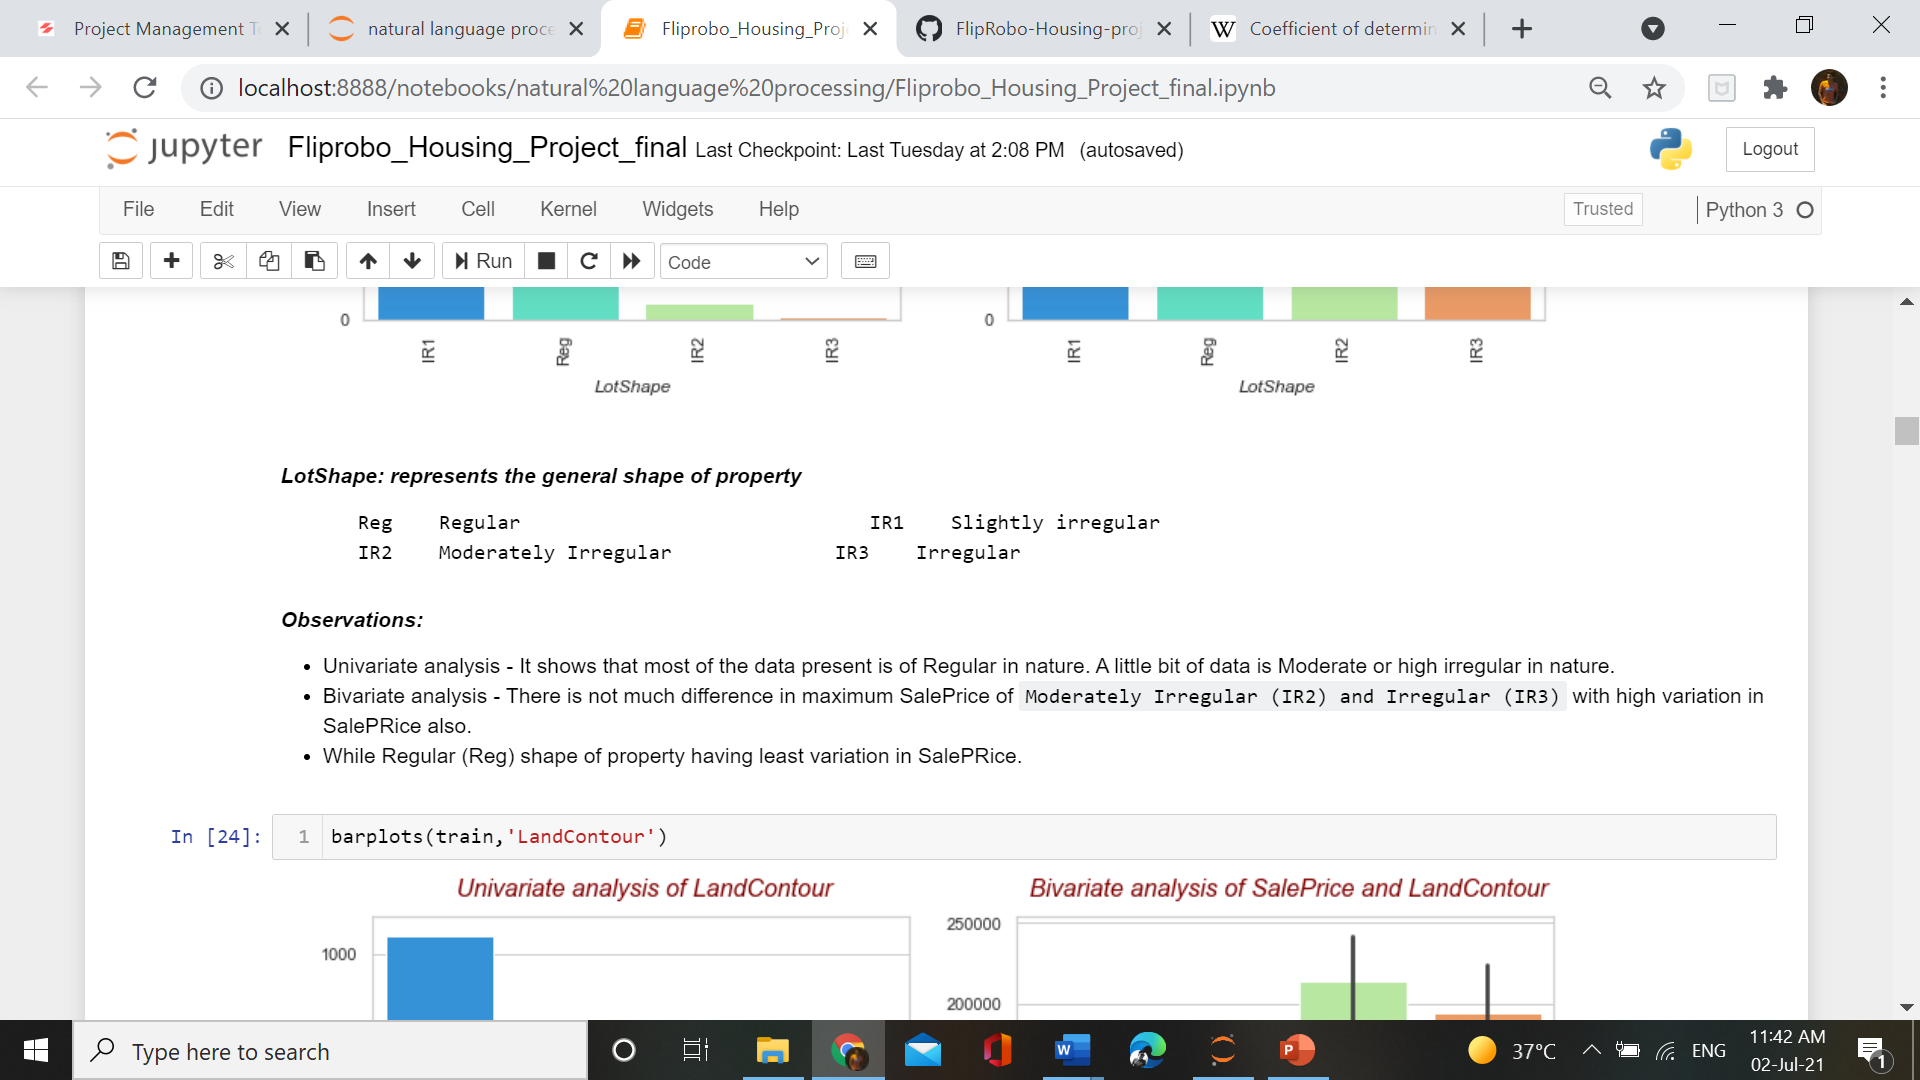 Project Management T
natural language proce
Fliprobo_Housing_Proj
FlipRobo-Housing-proj
W Coefficient of determin
localhost:8888/notebooks/natural%20language%20processing/Fliprobo_Housing_Project_final.ipynb
jupyter Fliprobo_Housing_Project_final Last Checkpoint: Last Tuesday at 2:08 PM (autosaved)
Logout
File Edit View Insert Cell Kernel Widgets Help
Trusted
Python 3
Run
Code
0
IR1 Reg IR2 IR3
LotShape
0
IR1 Reg IR2 IR3
LotShape
LotShape: represents the general shape of property
Reg Regular IR1 Slightly irregular
IR2 Moderately Irregular IR3 Irregular
Observations:
• Univariate analysis - It shows that most of the data present is of Regular in nature. A little bit of data is Moderate or high irregular in nature.
• Bivariate analysis - There is not much difference in maximum SalePrice of Moderately Irregular (IR2) and Irregular (IR3) with high variation in
SalePRice also.
• While Regular (Reg) shape of property having least variation in SalePRice.
In [24]: 1 barplots(train,'LandContour')
Univariate analysis of LandContour
1000
Bivariate analysis of SalePrice and LandContour
250000
200000
Type here to search
37°C
ENG
11:42 AM
02-Jul-21
1